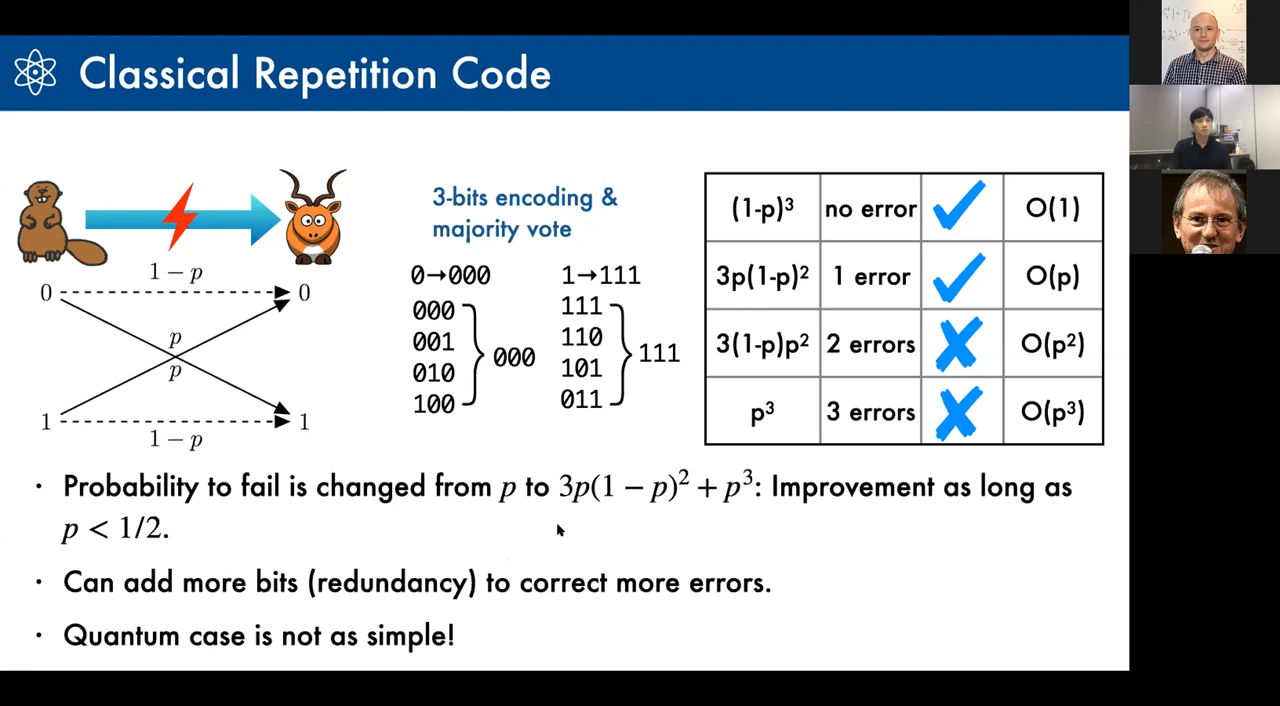 Classical Repetition Code
1 − p
0
0
p
p
1
1
1 − p
3-bits encoding &
majority vote
0→000
000
001
010
100
000
1→111
111
110
101
011
111
(1-p)³ no error ✓ O(1)
3p(1-p)² 1 error ✓ O(p)
3(1-p)p² 2 errors ✗ O(p²)
p³ 3 errors ✗ O(p³)
· Probability to fail is changed from p to 3p(1 − p)² + p³: Improvement as long as
p < 1/2.
· Can add more bits (redundancy) to correct more errors.
· Quantum case is not as simple!